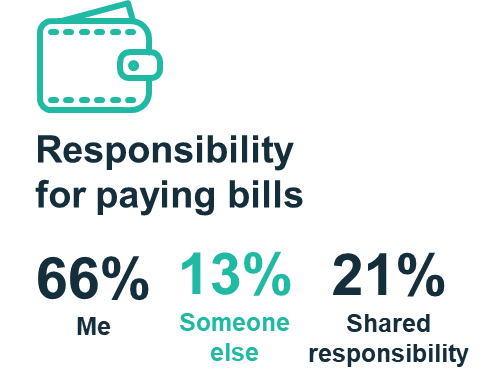 Responsibility
for paying bills
66%
Me
13%
Someone
else
21%
Shared
responsibility